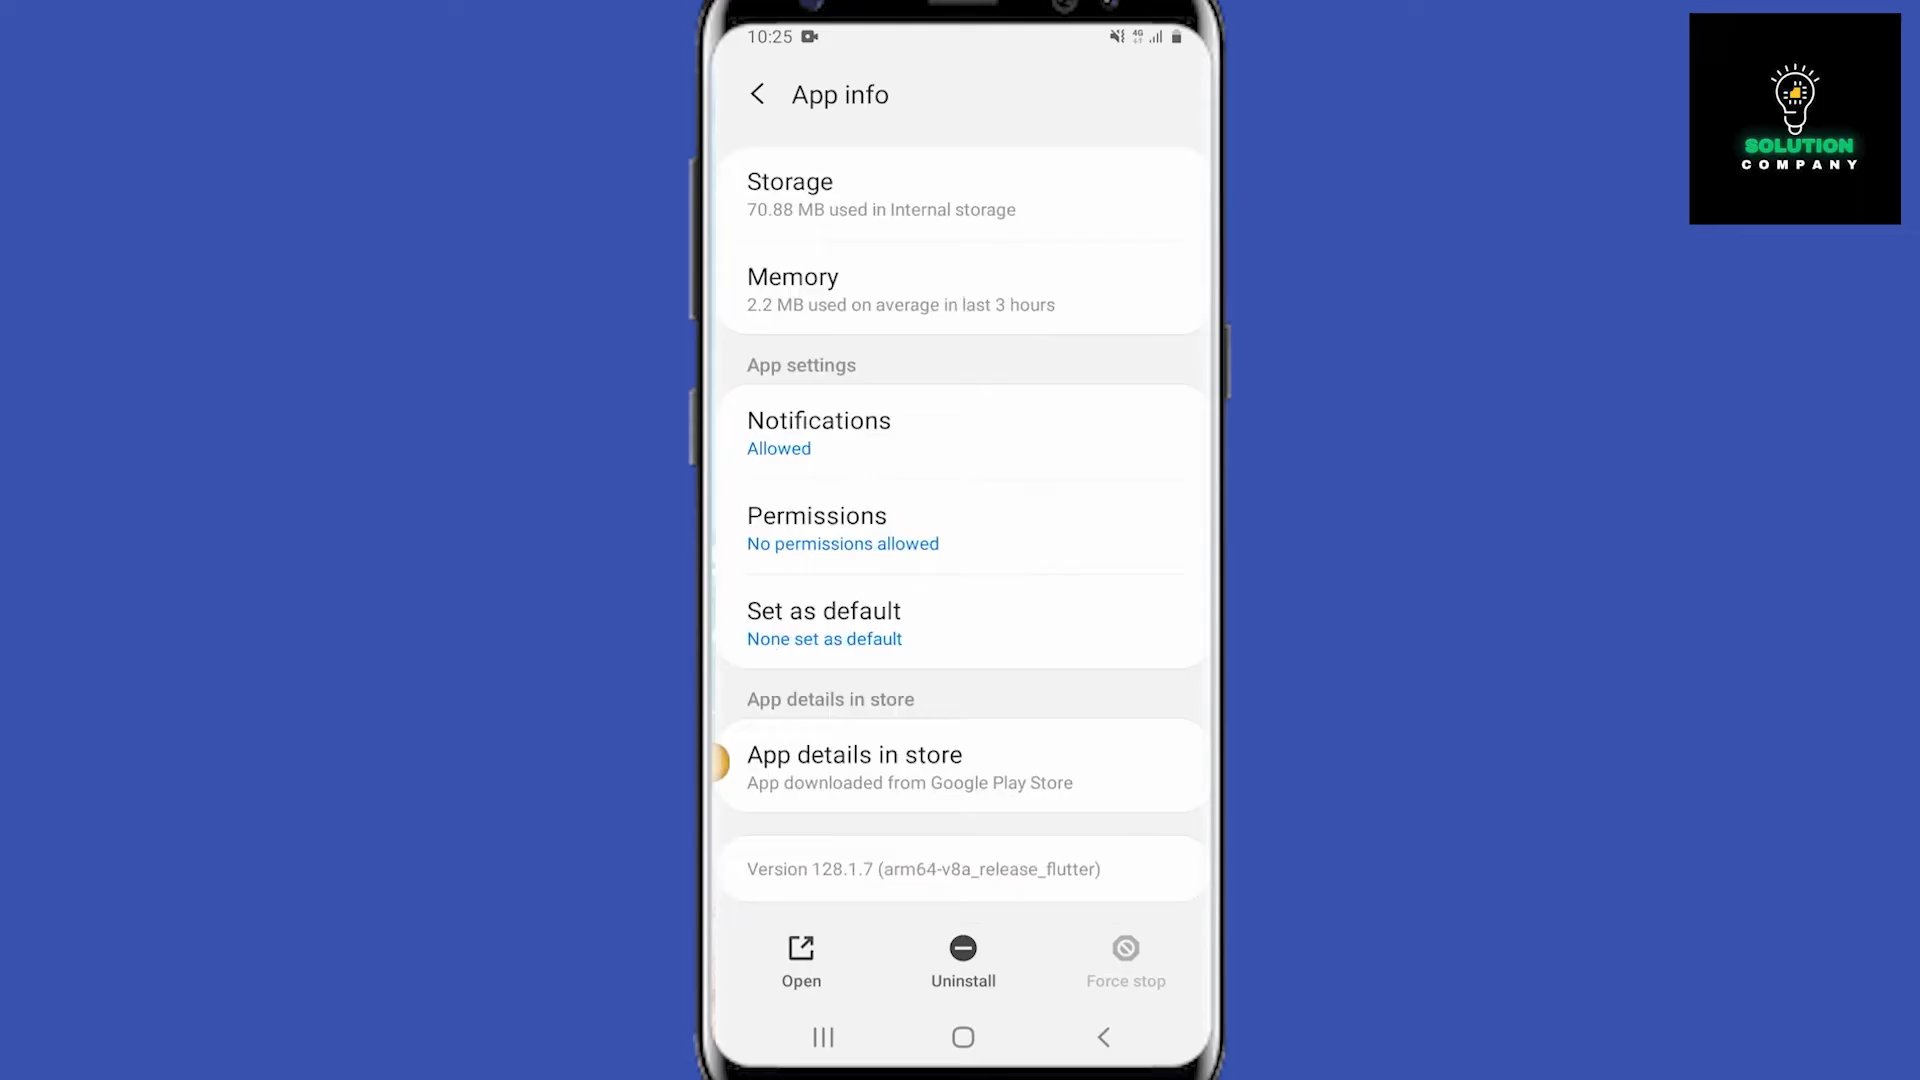 10:25
4G
App info
SOLUTION
COMPANY
Storage
70.88 MB used in Internal storage
Memory
2.2 MB used on average in last 3 hours
App settings
Notifications
Allowed
Permissions
No permissions allowed
Set as default
None set as default
App details in store
App details in store
App downloaded from Google Play Store
Version 128.1.7 (arm64-v8a_release_flutter)
Open
Uninstall
Force stop